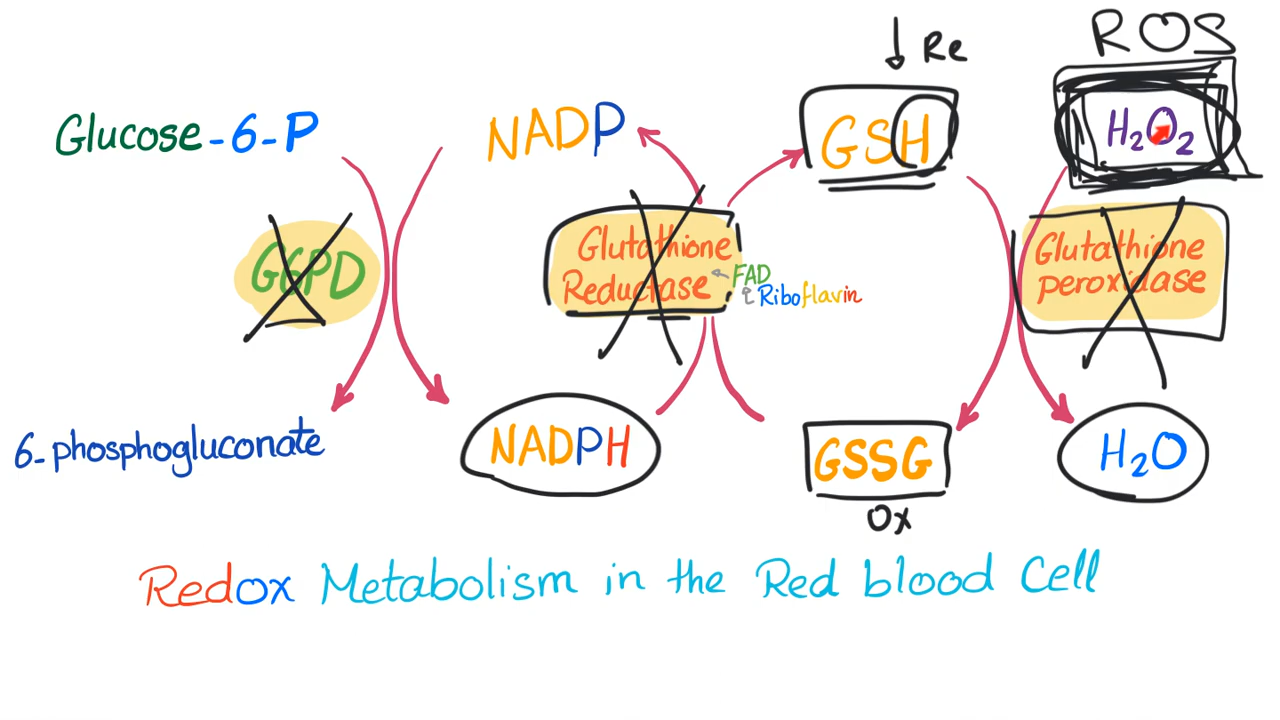 ROS
↓ Re
Glucose-6-P
NADP
GSH
H₂O₂
G6PD
Glutathione
Reductase
FAD
Riboflavin
Glutathione
peroxidase
6-phosphogluconate
NADPH
GSSG
H₂O
Ox
Redox Metabolism in the Red blood Cell